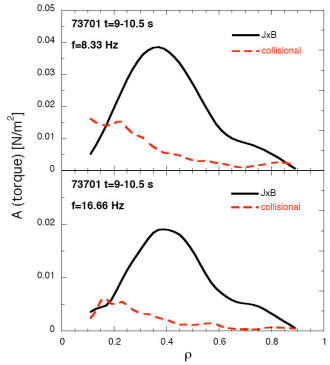 0.05
73701 t=9-10.5 s
JxB
0.04
f=8.33 Hz
collisional
0.03
0.02
0.01
0
73701 t=9-10.5 s
JxB
f=16.66 Hz
collisional
0.02
0.01
0
A (torque) [N/m²]
0 0.2 0.4 0.6 0.8 1
ρ